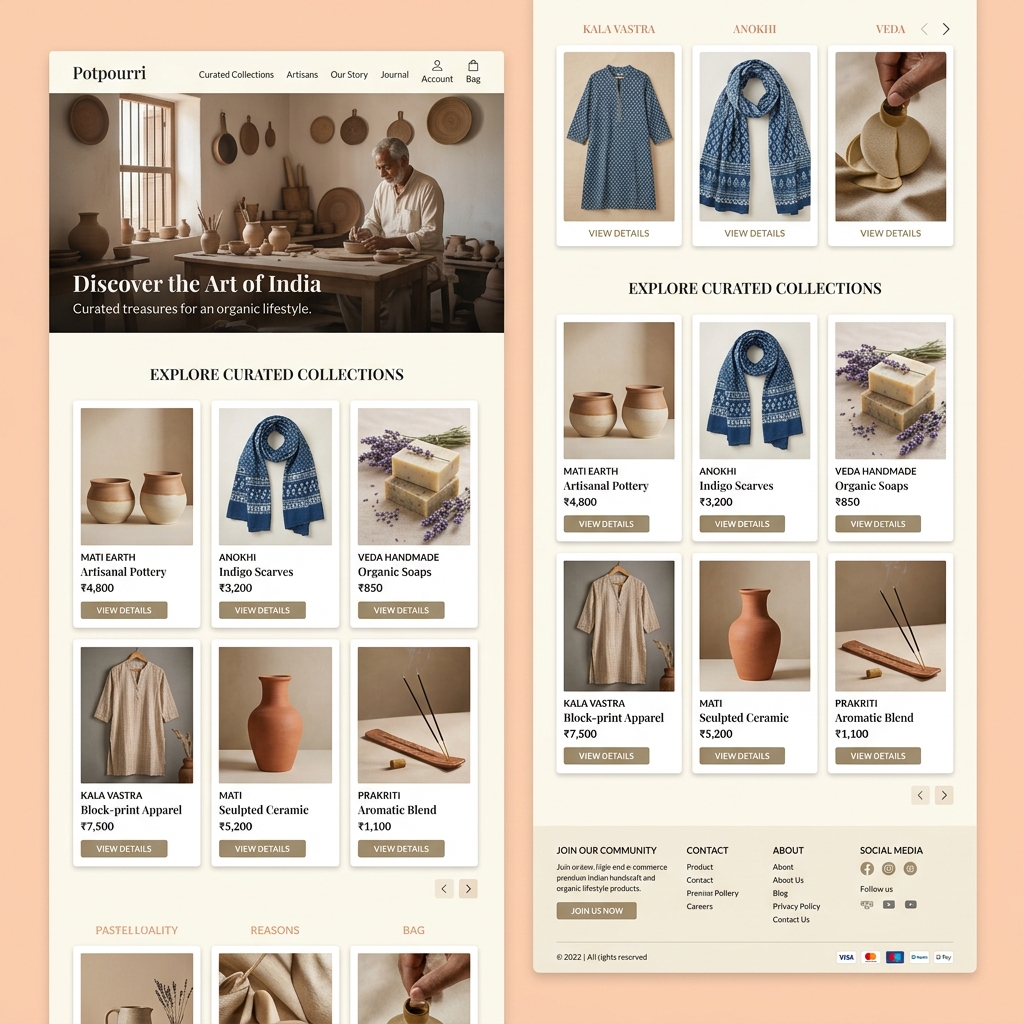 Potpourri
Curated Collections
Artisans
Our Story
Journal
Account
Bag
Discover the Art of India
Curated treasures for an organic lifestyle.
EXPLORE CURATED COLLECTIONS
MATI EARTH
Artisanal Pottery
₹4,800
VIEW DETAILS
ANOKHI
Indigo Scarves
₹3,200
VIEW DETAILS
VEDA HANDMADE
Organic Soaps
₹850
VIEW DETAILS
KALA VASTRA
Block-print Apparel
₹7,500
VIEW DETAILS
MATI
Sculpted Ceramic
₹5,200
VIEW DETAILS
PRAKRITI
Aromatic Blend
₹1,100
VIEW DETAILS
PASTELLOALITY
REASONS
BAG
KALA VASTRA
ANOKHI
VEDA
VIEW DETAILS
VIEW DETAILS
VIEW DETAILS
EXPLORE CURATED COLLECTIONS
MATI EARTH
Artisanal Pottery
₹4,800
VIEW DETAILS
ANOKHI
Indigo Scarves
₹3,200
VIEW DETAILS
VEDA HANDMADE
Organic Soaps
₹850
VIEW DETAILS
KALA VASTRA
Block-print Apparel
₹7,500
VIEW DETAILS
MATI
Sculpted Ceramic
₹5,200
VIEW DETAILS
PRAKRITI
Aromatic Blend
₹1,100
VIEW DETAILS
JOIN OUR COMMUNITY
end e-commerce
indian handsraft and
organic lifestyle products.
JOIN US NOW
CONTACT
Product
Contact
Pollery
Careers
ABOUT
About
About Us
Blog
Privacy Policy
Contact Us
SOCIAL MEDIA
Follow us
© 2022 | All
VISA
Pay